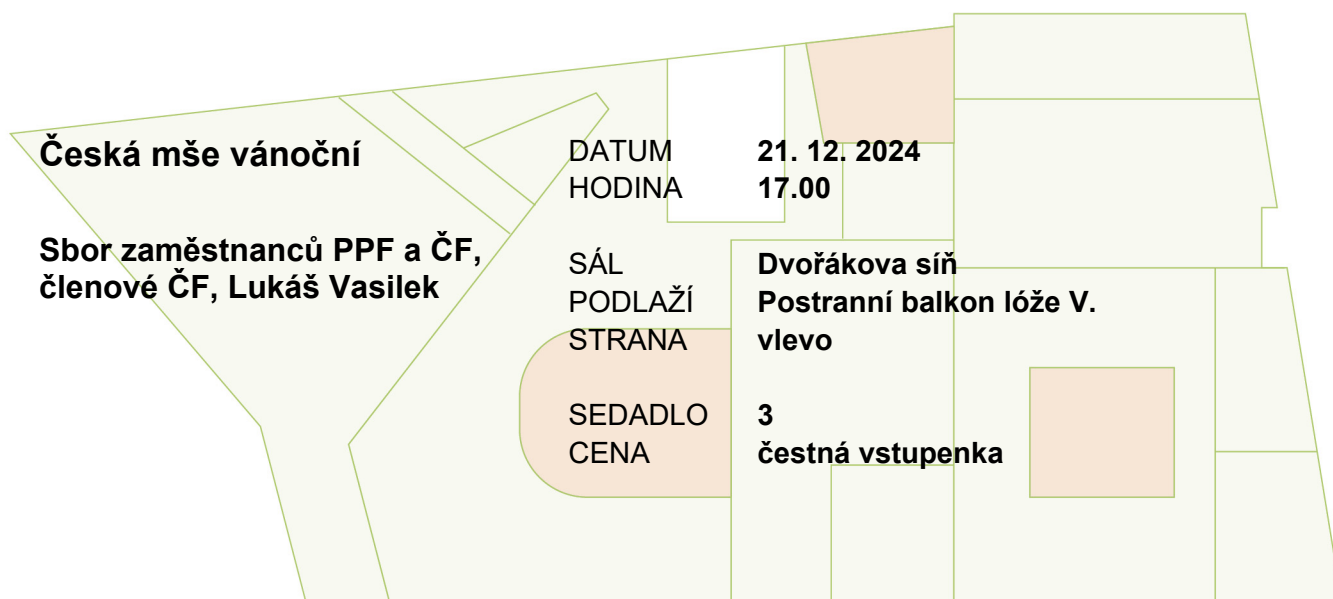 Česká mše vánoční
Sbor zaměstnanců PPF a ČF,
členové ČF, Lukáš Vasilek
DATUM 21. 12. 2024
HODINA 17.00
SÁL Dvořákova síň
PODLAŽÍ Postranní balkon lóže V.
STRANA vlevo
SEDADLO 3
CENA čestná vstupenka